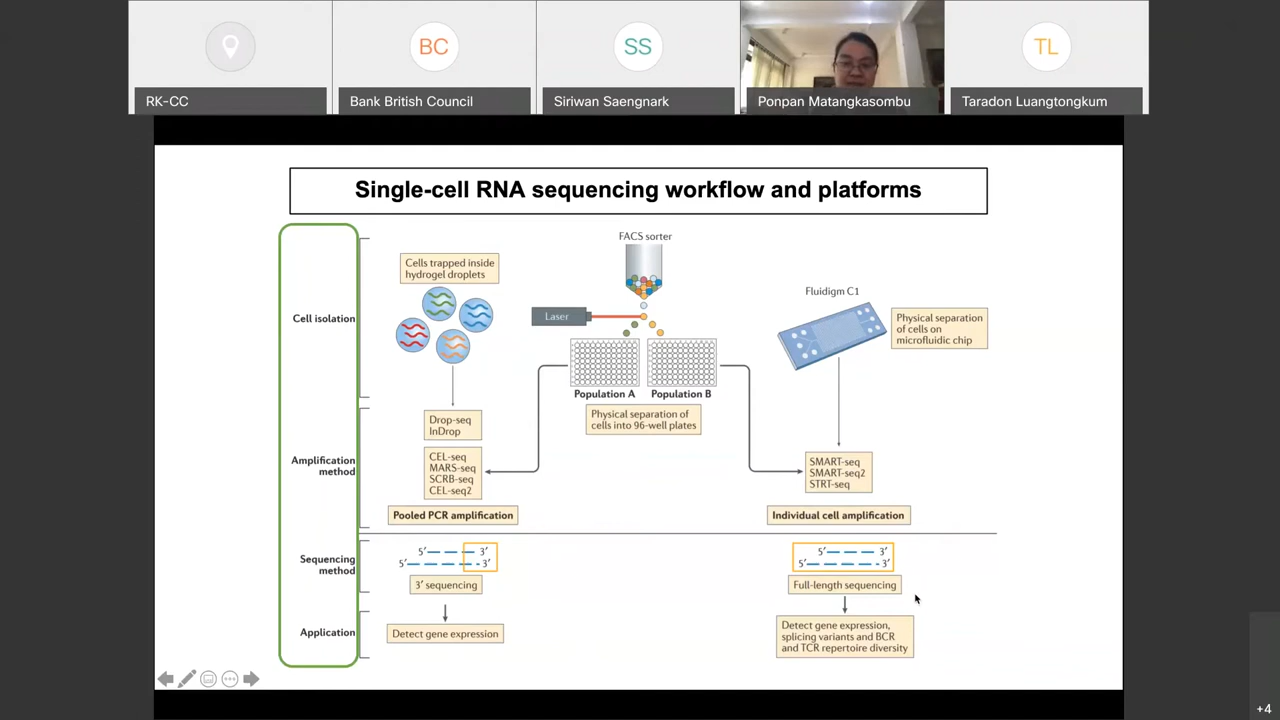 RK-CC
BC
Bank British Council
SS
Siriwan Saengnark
Ponpan Matangkasombu
TL
Taradon Luangtongkum
Single-cell RNA sequencing workflow and platforms
Cell isolation
Cells trapped inside
hydrogel droplets
FACS sorter
Laser
Population A
Population B
Physical separation of
cells into 96-well plates
Fluidigm C1
Physical separation
of cells on
microfluidic chip
Amplification
method
Drop-seq
InDrop
CEL-seq
MARS-seq
SCRB-seq
CEL-seq2
Pooled PCR amplification
SMART-seq
SMART-seq2
STRT-seq
Individual cell amplification
Sequencing
method
5′ 3′
5′ 3′
3′ sequencing
5′ 3′
5′ 3′
Full-length sequencing
Application
Detect gene expression
Detect gene expression,
splicing variants and BCR
and TCR repertoire diversity
+4